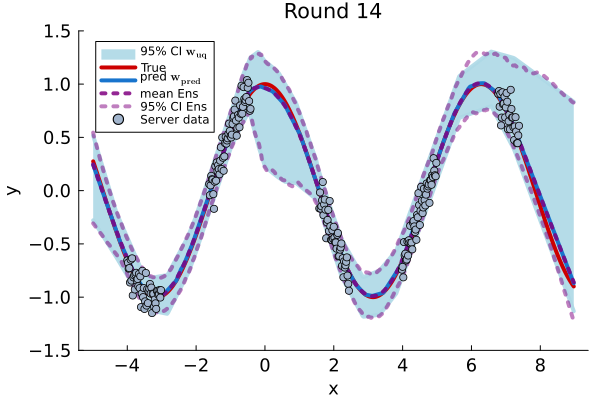 Round 14
95% CI w_uq
True
pred w_pred
mean Ens
95% CI Ens
Server data
y
1.5
1.0
0.5
0.0
−0.5
−1.0
−1.5
−4 −2 0 2 4 6 8
x